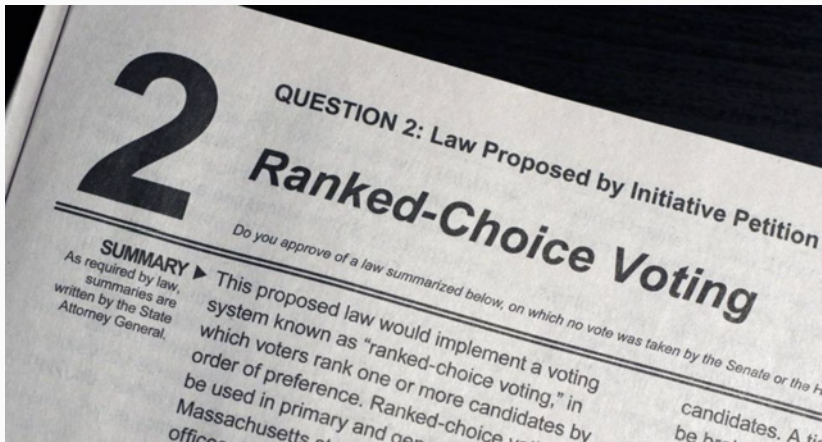 2
QUESTION 2: Law Proposed by Initiative Petition
Ranked-Choice Voting
Do you approve of a law summarized below, on which no vote was taken by the Senate or the
SUMMARY ▶
As required by law,
summaries are
written by the State
Attorney General.
This proposed law would implement a voting
system known as “ranked-choice voting,” in
which voters rank one or more candidates by
order of preference. Ranked-choice
be used in primary and
Massachusetts
candidates. A
be